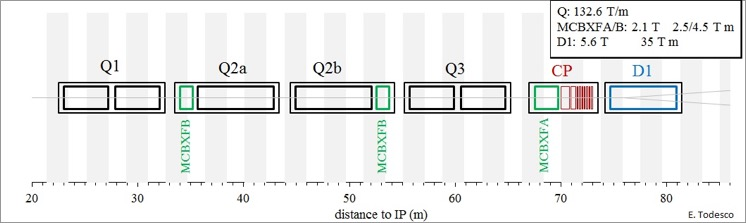 Q: 132.6 T/m
MCBXFA/B: 2.1 T 2.5/4.5 T m
D1: 5.6 T 35 T m
Q1
Q2a
Q2b
Q3
CP
D1
MCBXFB
MCBXFB
MCBXFA
20 30 40 50 60 70 80
distance to IP (m)
E. Todesco